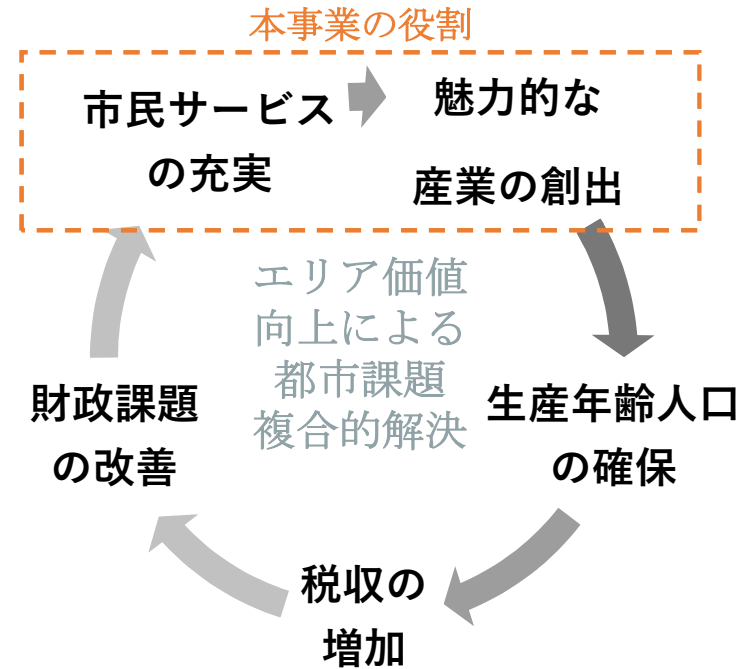 本事業の役割
市民サービス
の充実
魅力的な
産業の創出
エリア価値
向上による
都市課題
複合的解決
生産年齢人口
の確保
税収の
増加
財政課題
の改善